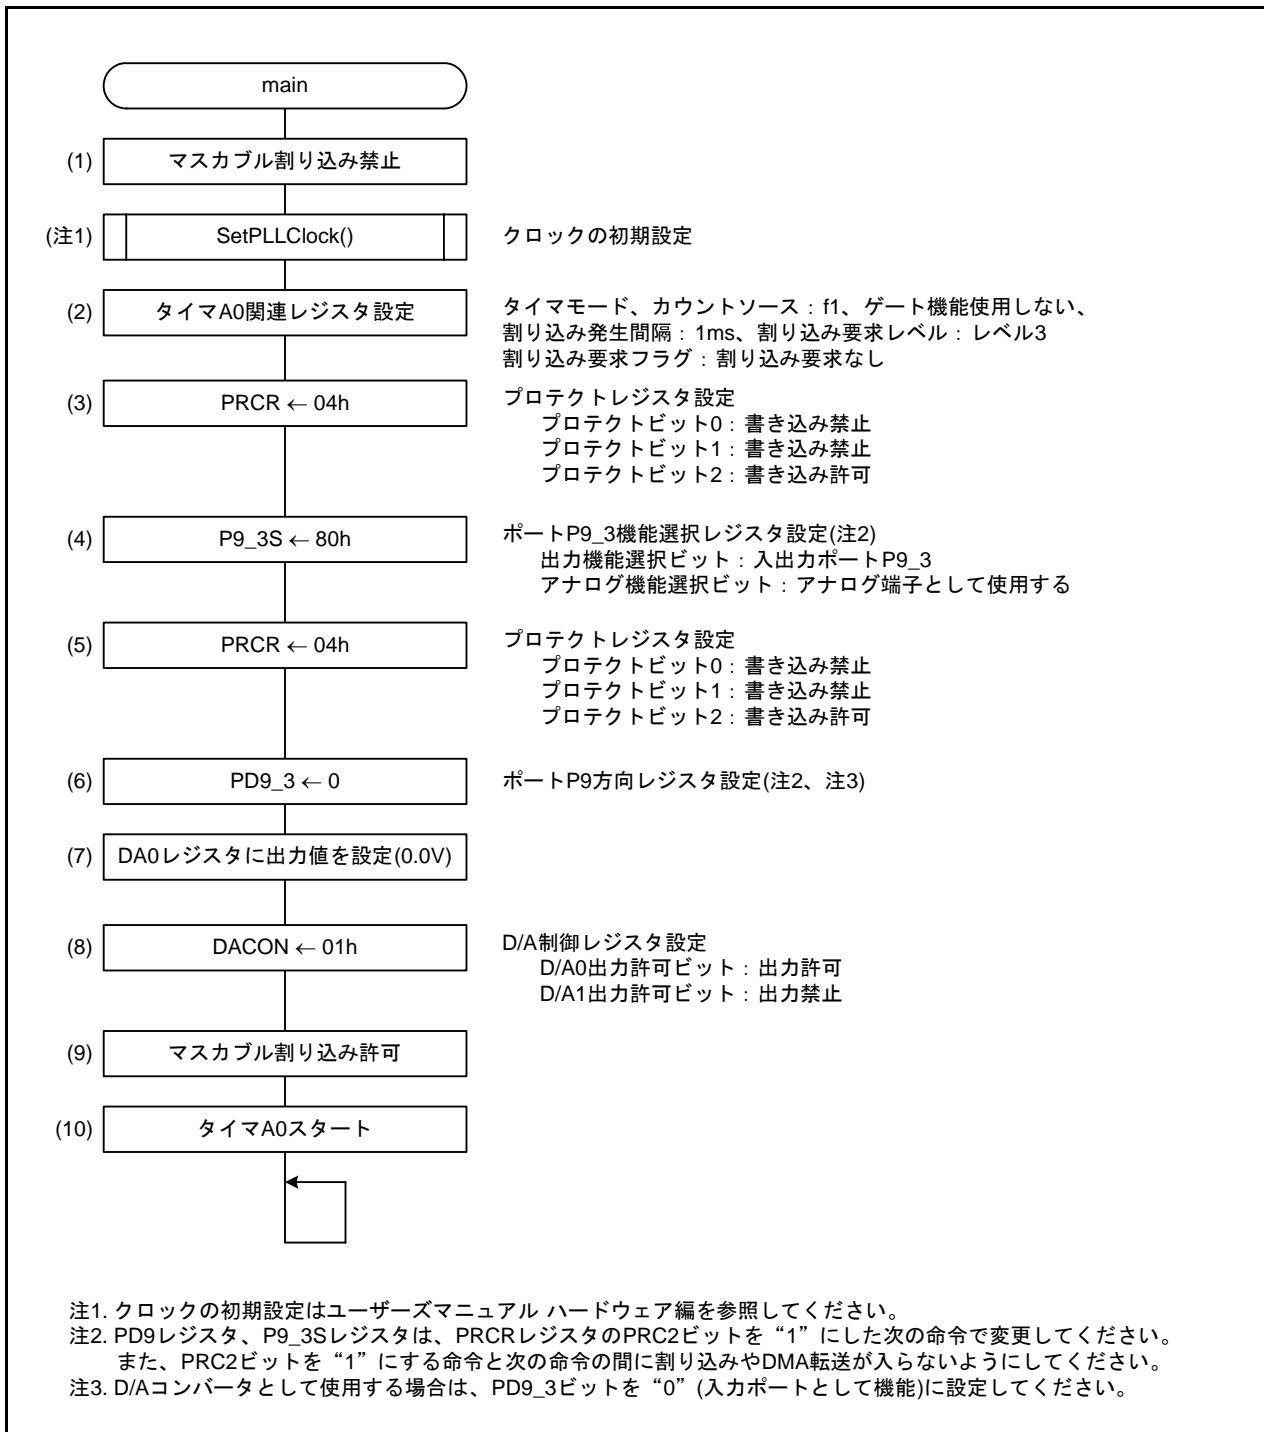 main
(1) マスカブル割り込み禁止
(注1) SetPLLClock() クロックの初期設定
(2) タイマA0関連レジスタ設定 タイマモード、カウントソース：f1、ゲート機能使用しない、
割り込み発生間隔：1ms、割り込み要求レベル：レベル3
割り込み要求フラグ：割り込み要求なし
(3) PRCR ← 04h プロテクトレジスタ設定
プロテクトビット0：書き込み禁止
プロテクトビット1：書き込み禁止
プロテクトビット2：書き込み許可
(4) P9_3S ← 80h ポートP9_3機能選択レジスタ設定(注2)
出力機能選択ビット：入出力ポートP9_3
アナログ機能選択ビット：アナログ端子として使用する
(5) PRCR ← 04h プロテクトレジスタ設定
プロテクトビット0：書き込み禁止
プロテクトビット1：書き込み禁止
プロテクトビット2：書き込み許可
(6) PD9_3 ← 0 ポートP9方向レジスタ設定(注2、注3)
(7) DA0レジスタに出力値を設定(0.0V)
(8) DACON ← 01h D/A制御レジスタ設定
D/A0出力許可ビット：出力許可
D/A1出力許可ビット：出力禁止
(9) マスカブル割り込み許可
(10) タイマA0スタート
注1. クロックの初期設定はユーザーズマニュアル ハードウェア編を参照してください。
注2. PD9レジスタ、P9_3Sレジスタは、PRCRレジスタのPRC2ビットを“1”にした次の命令で変更してください。
また、PRC2ビットを“1”にする命令と次の命令の間に割り込みやDMA転送が入らないようにしてください。
注3. D/Aコンバータとして使用する場合は、PD9_3ビットを“0”(入力ポートとして機能)に設定してください。